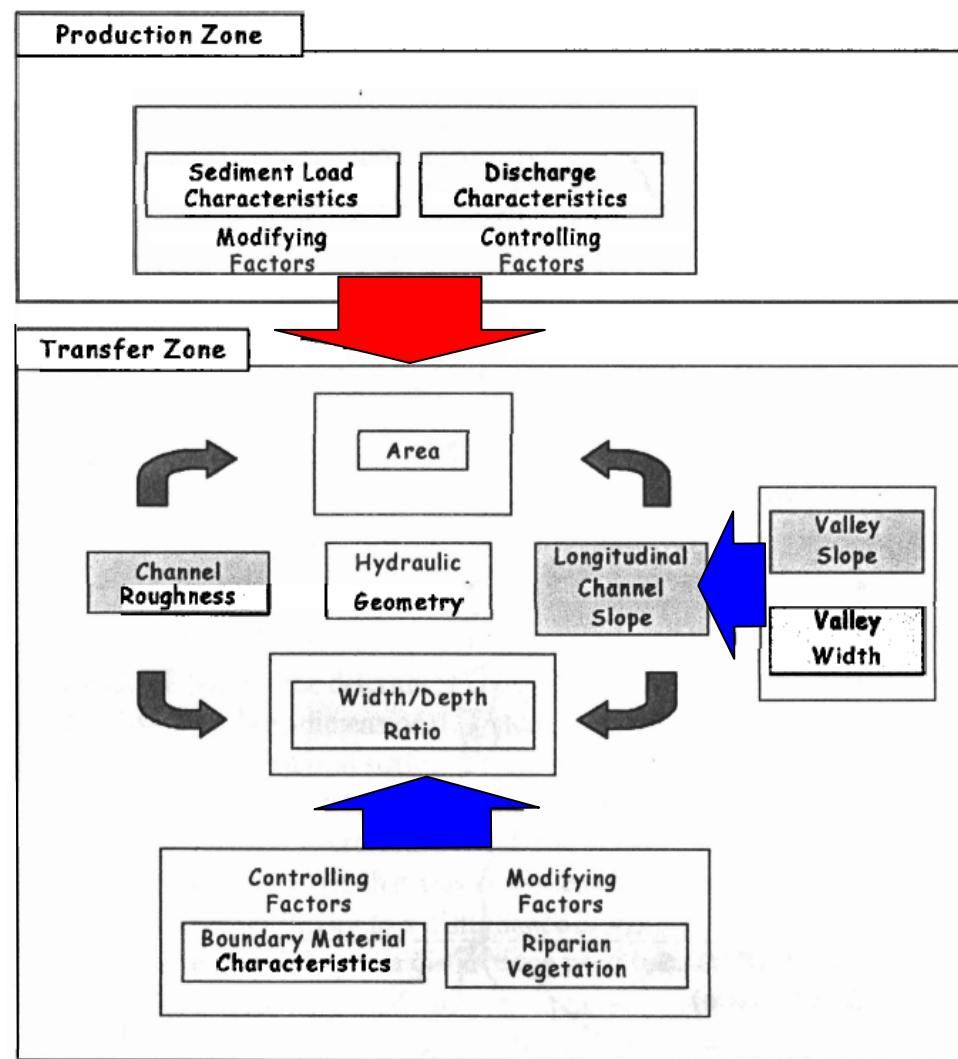 Production Zone
Sediment Load
Characteristics
Modifying
Factors
Discharge
Characteristics
Controlling
Factors
Transfer Zone
Area
Channel
Roughness
Hydraulic
Geometry
Longitudinal
Channel
Slope
Valley
Slope
Valley
Width
Width/Depth
Ratio
Controlling
Factors
Boundary Material
Characteristics
Modifying
Factors
Riparian
Vegetation